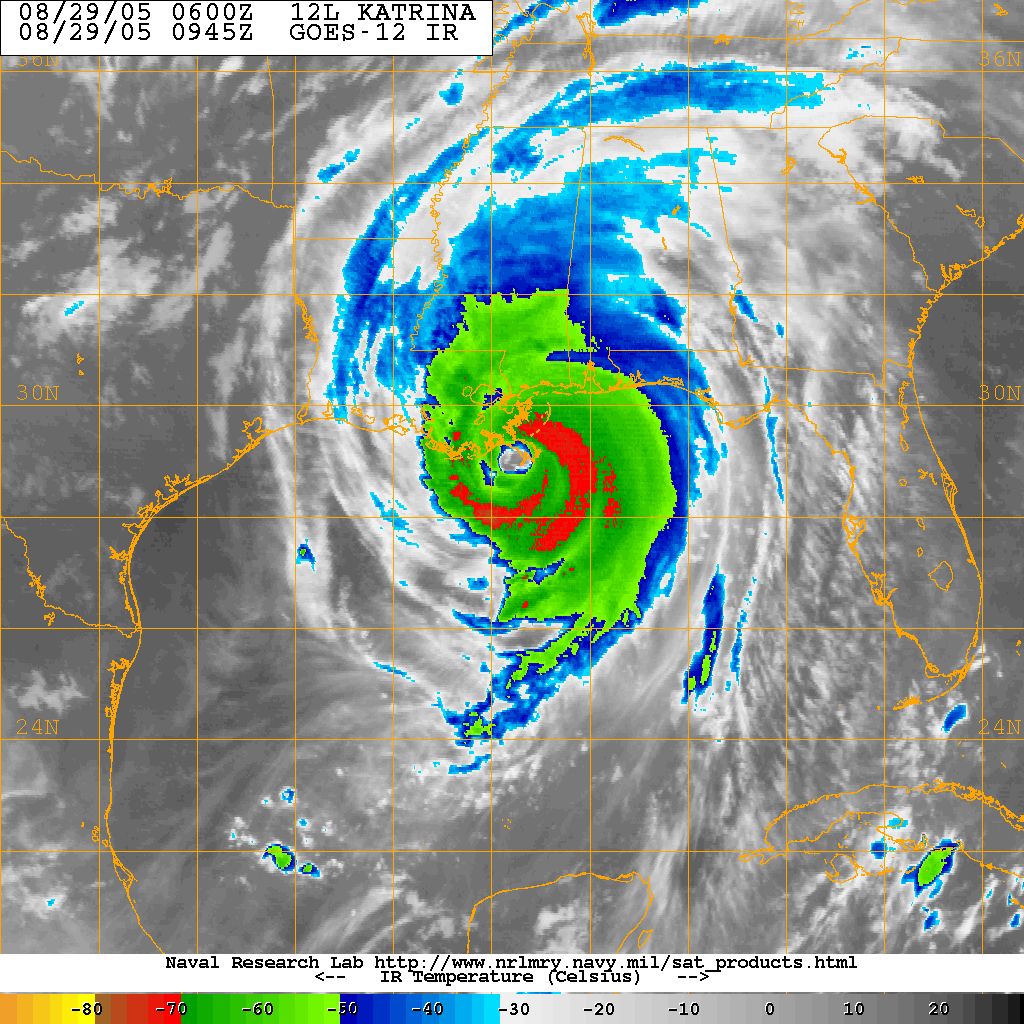 08/29/05 0600Z 12L KATRINA
08/29/05 0945Z GOES-12 IR
36N 36N
30N 30N
24N 24N
Naval Research Lab http://www.nrlmry.navy.mil/sat_products.html
<-- IR Temperature (Celsius) -->
-80 -70 -60 -50 -40 -30 -20 -10 0 10 20